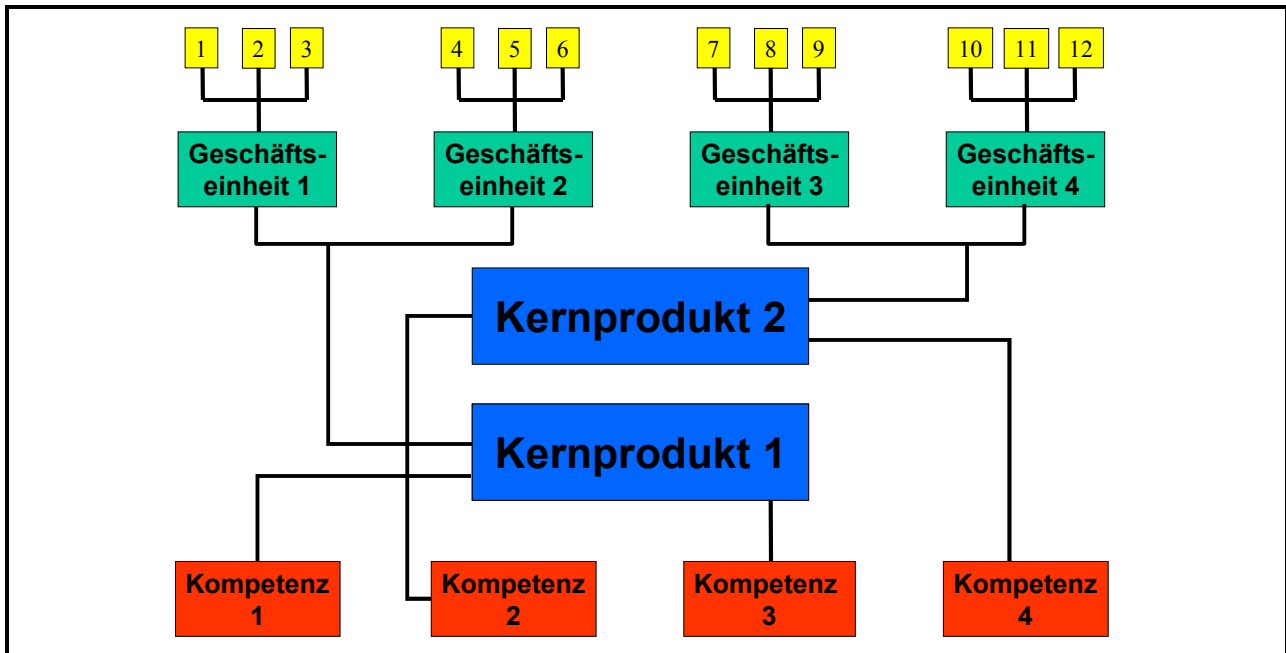 1 2 3 4 5 6 7 8 9 10 11 12
Geschäfts-
einheit 1
Geschäfts-
einheit 2
Geschäfts-
einheit 3
Geschäfts-
einheit 4
Kernprodukt 2
Kernprodukt 1
Kompetenz
1
Kompetenz
2
Kompetenz
3
Kompetenz
4